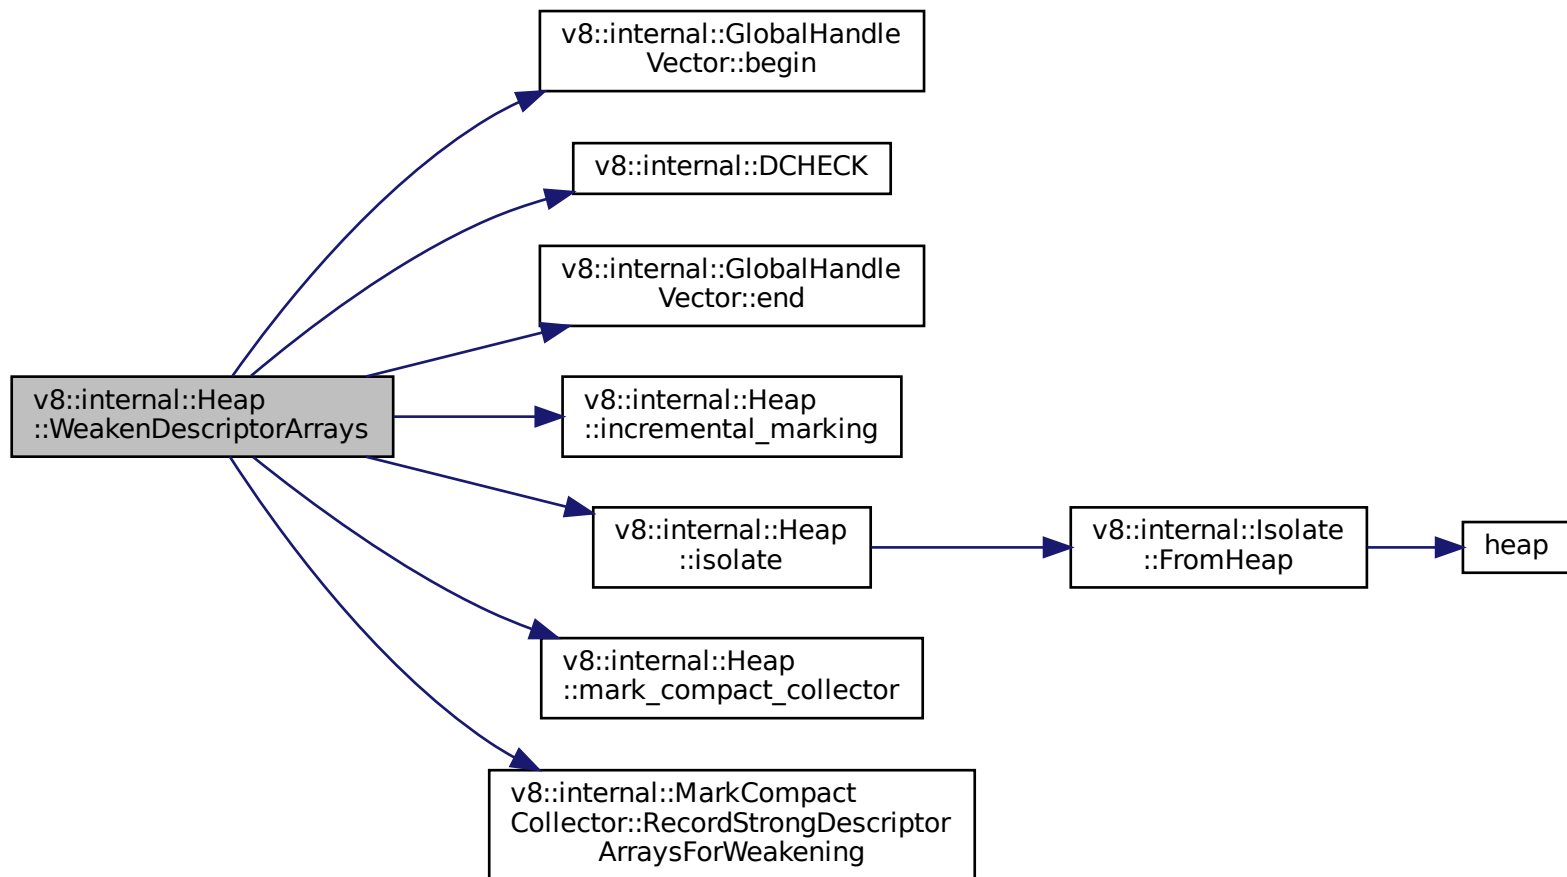 v8::internal::GlobalHandle
Vector::begin
v8::internal::DCHECK
v8::internal::GlobalHandle
Vector::end
v8::internal::Heap
::WeakenDescriptorArrays
v8::internal::Heap
::incremental_marking
v8::internal::Heap
::isolate
v8::internal::Isolate
::FromHeap
heap
v8::internal::Heap
::mark_compact_collector
v8::internal::MarkCompact
Collector::RecordStrongDescriptor
ArraysForWeakening